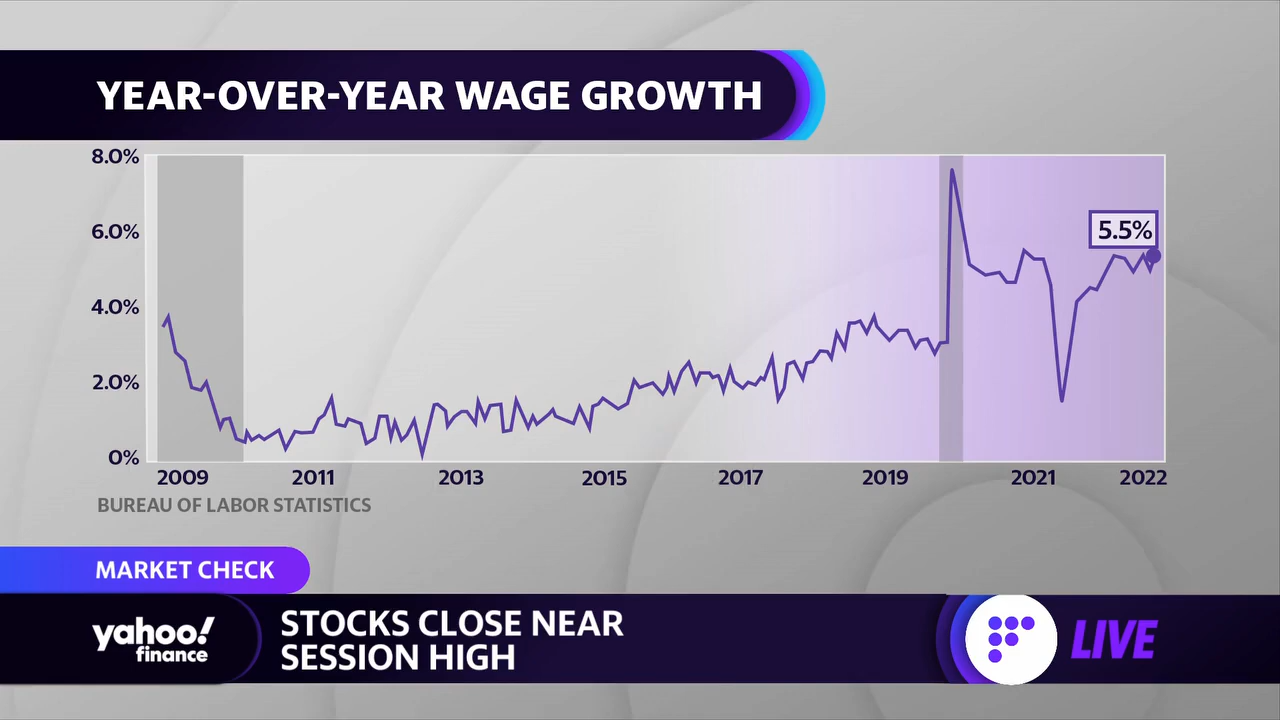 YEAR-OVER-YEAR WAGE GROWTH
8.0%
6.0%
4.0%
2.0%
0%
5.5%
2009 2011 2013 2015 2017 2019 2021 2022
BUREAU OF LABOR STATISTICS
MARKET CHECK
yahoo!
finance
STOCKS CLOSE NEAR
SESSION HIGH
LIVE